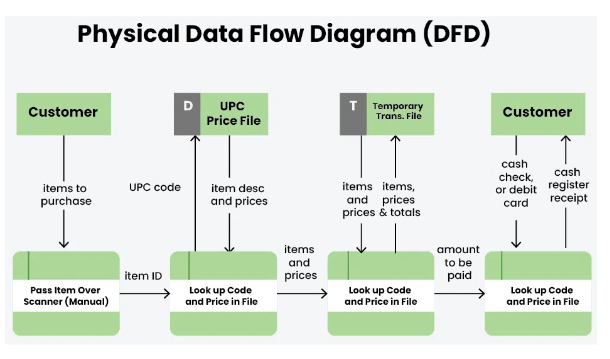 Physical Data Flow Diagram (DFD)
Customer
D
UPC
Price File
T
Temporary
Trans. File
Customer
items to
purchase
UPC code
item desc
and prices
items
and
prices
items,
prices
& totals
cash
check,
or debit
card
cash
register
receipt
item ID
items
and
prices
amount
to be
paid
Pass Item Over
Scanner (Manual)
Look up Code
and Price in File
Look up Code
and Price in File
Look up Code
and Price in File